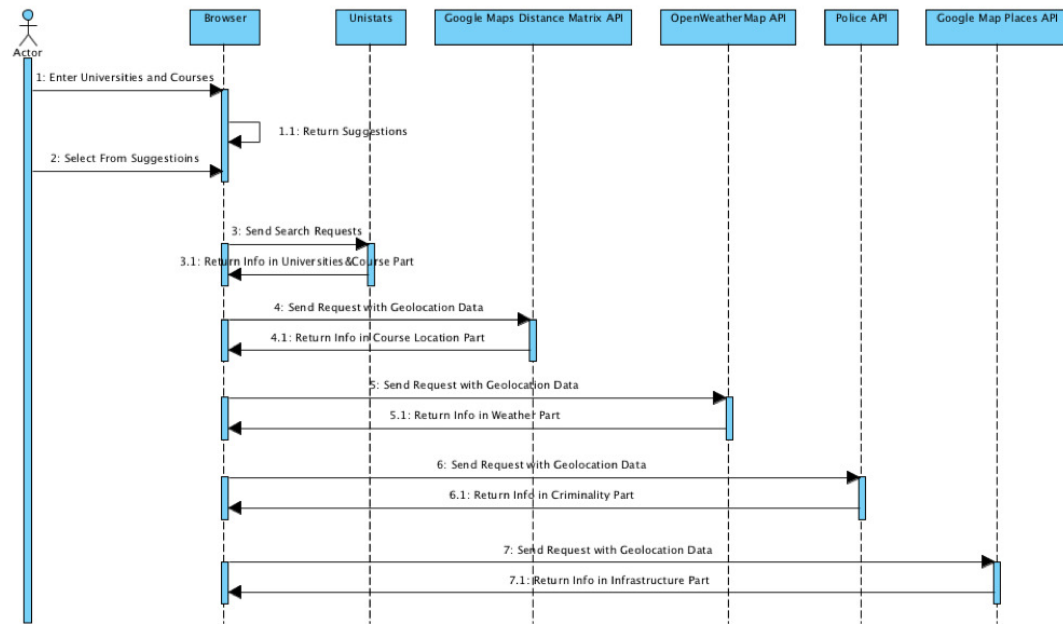 Browser
Unistats
Google Maps Distance Matrix API
OpenWeatherMap API
Police API
Google Map Places API
Actor
1: Enter Universities and Courses
1.1: Return Suggestions
2: Select From Suggestioins
3: Send Search Requests
3.1: Return Info in Universities&Course Part
4: Send Request with Geolocation Data
4.1: Return Info in Course Location Part
5: Send Request with Geolocation Data
5.1: Return Info in Weather Part
6: Send Request with Geolocation Data
6.1: Return Info in Criminality Part
7: Send Request with Geolocation Data
7.1: Return Info in Infrastructure Part